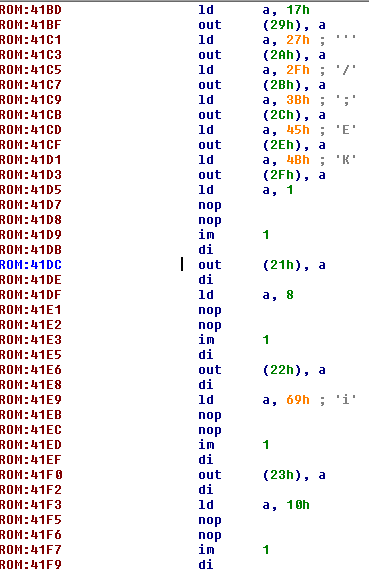 ROM:41BD ld a, 17h
ROM:41BF out (29h), a
ROM:41C1 ld a, 27h ; '''
ROM:41C3 out (2Ah), a
ROM:41C5 ld a, 2Fh ; '/'
ROM:41C7 out (2Bh), a
ROM:41C9 ld a, 3Bh ; ';'
ROM:41CB out (2Ch), a
ROM:41CD ld a, 45h ; 'E'
ROM:41CF out (2Eh), a
ROM:41D1 ld a, 4Bh ; 'K'
ROM:41D3 out (2Fh), a
ROM:41D5 ld a, 1
ROM:41D7 nop
ROM:41D8 nop
ROM:41D9 im 1
ROM:41DB di
ROM:41DC out (21h), a
ROM:41DE di
ROM:41DF ld a, 8
ROM:41E1 nop
ROM:41E2 nop
ROM:41E3 im 1
ROM:41E5 di
ROM:41E6 out (22h), a
ROM:41E8 di
ROM:41E9 ld a, 69h ; 'i'
ROM:41EB nop
ROM:41EC nop
ROM:41ED im 1
ROM:41EF di
ROM:41F0 out (23h), a
ROM:41F2 di
ROM:41F3 ld a, 10h
ROM:41F5 nop
ROM:41F6 nop
ROM:41F7 im 1
ROM:41F9 di